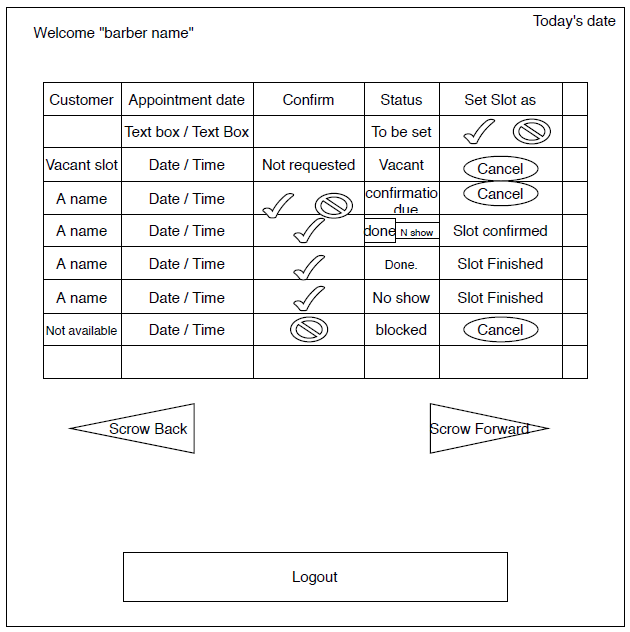 Today's date
Welcome "barber name"
Customer Appointment date Confirm Status Set Slot as
Text box / Text Box To be set
Vacant slot Date / Time Not requested Vacant Cancel
A name Date / Time confirmatio due Cancel
A name Date / Time done N show Slot confirmed
A name Date / Time Done. Slot Finished
A name Date / Time No show Slot Finished
Not available Date / Time blocked Cancel
Scrow Back Scrow Forward
Logout